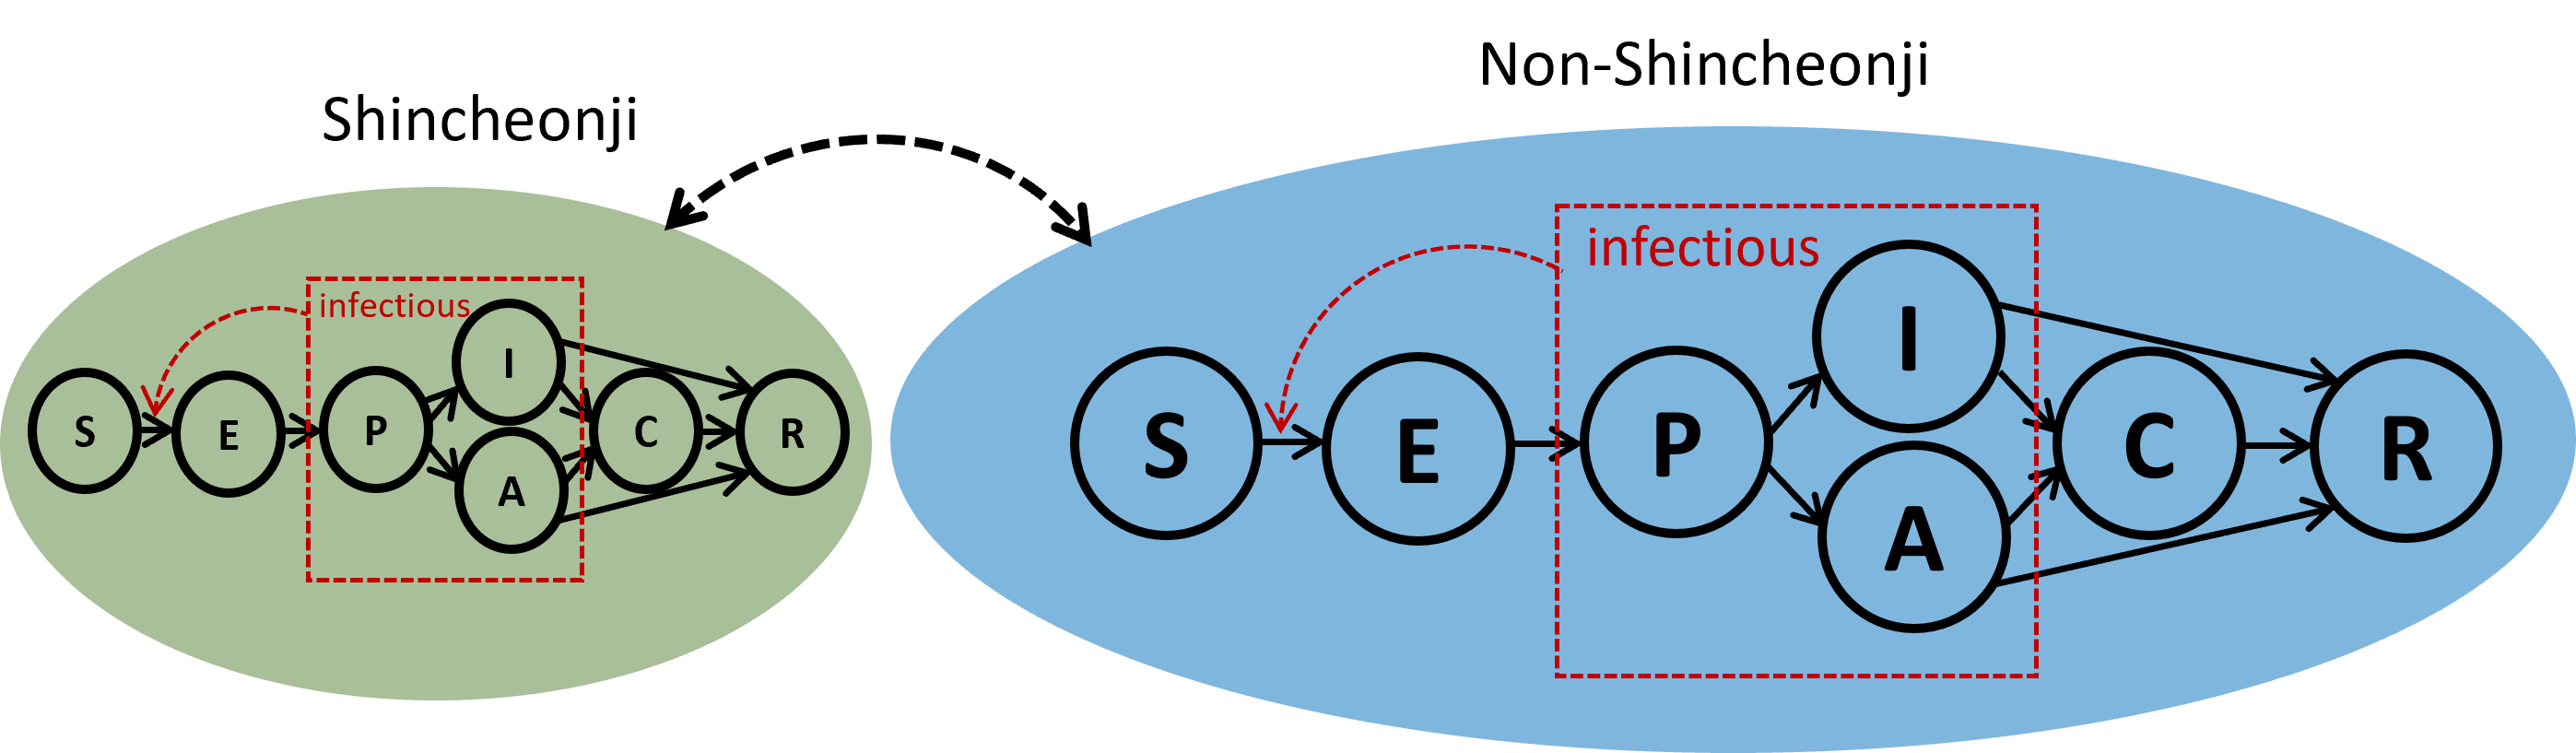 Shincheonji
infectious
S
E
P
I
A
C
R
Non-Shincheonji
infectious
S
E
P
I
A
C
R